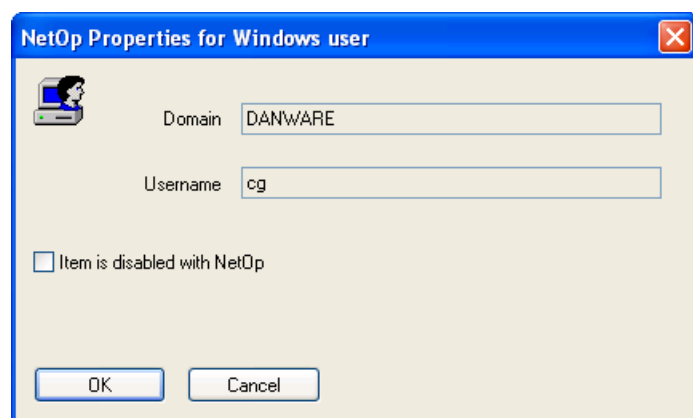 NetOp Properties for Windows user
Domain DANWARE
Username cg
Item is disabled with NetOp
OK Cancel